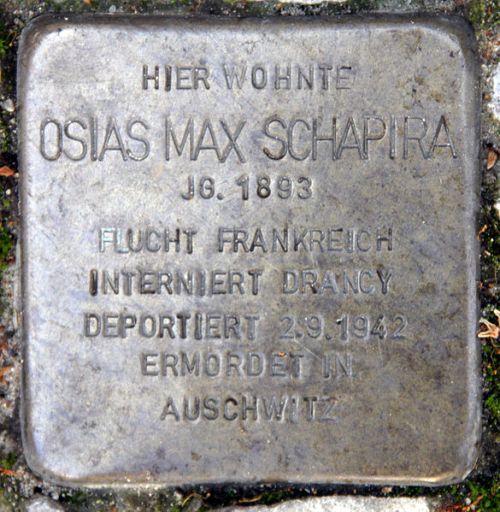 HIER WOHNTE
OSIAS MAX SCHAPIRA
JG. 1893
FLUCHT FRANKREICH
INTERNIERT DRANCY
DEPORTIERT 2.9.1942
ERMORDET IN
AUSCHWITZ